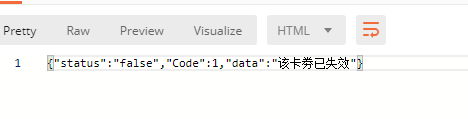 Pretty Raw Preview Visualize HTML
1 {"status":"false","Code":1,"data":"该卡券已失效"}